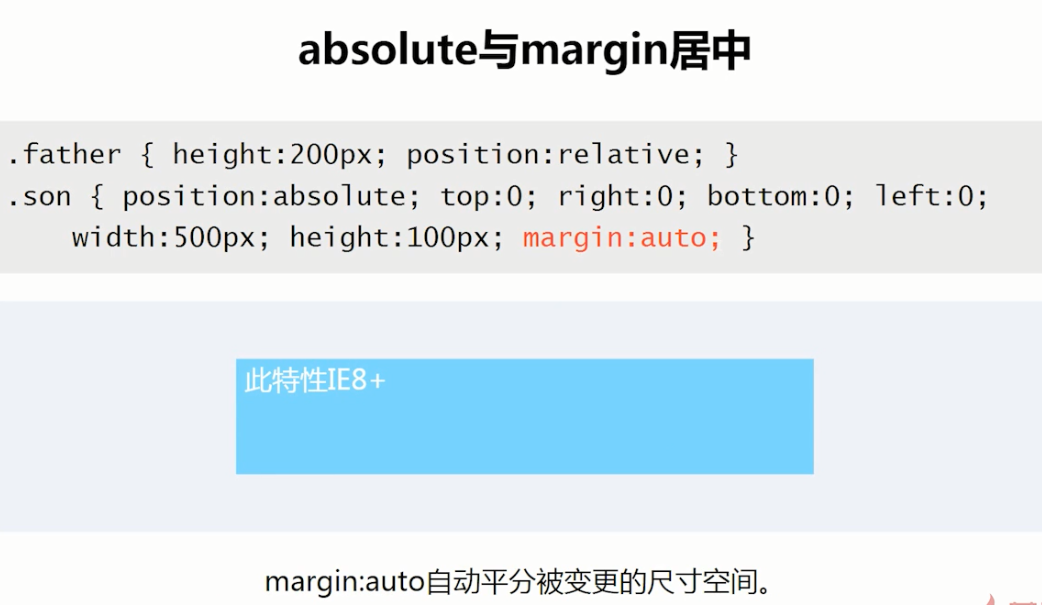 absolute与margin居中
.father { height:200px; position:relative; }
.son { position:absolute; top:0; right:0; bottom:0; left:0;
width:500px; height:100px; margin:auto; }
此特性IE8+
margin:auto自动平分被变更的尺寸空间。